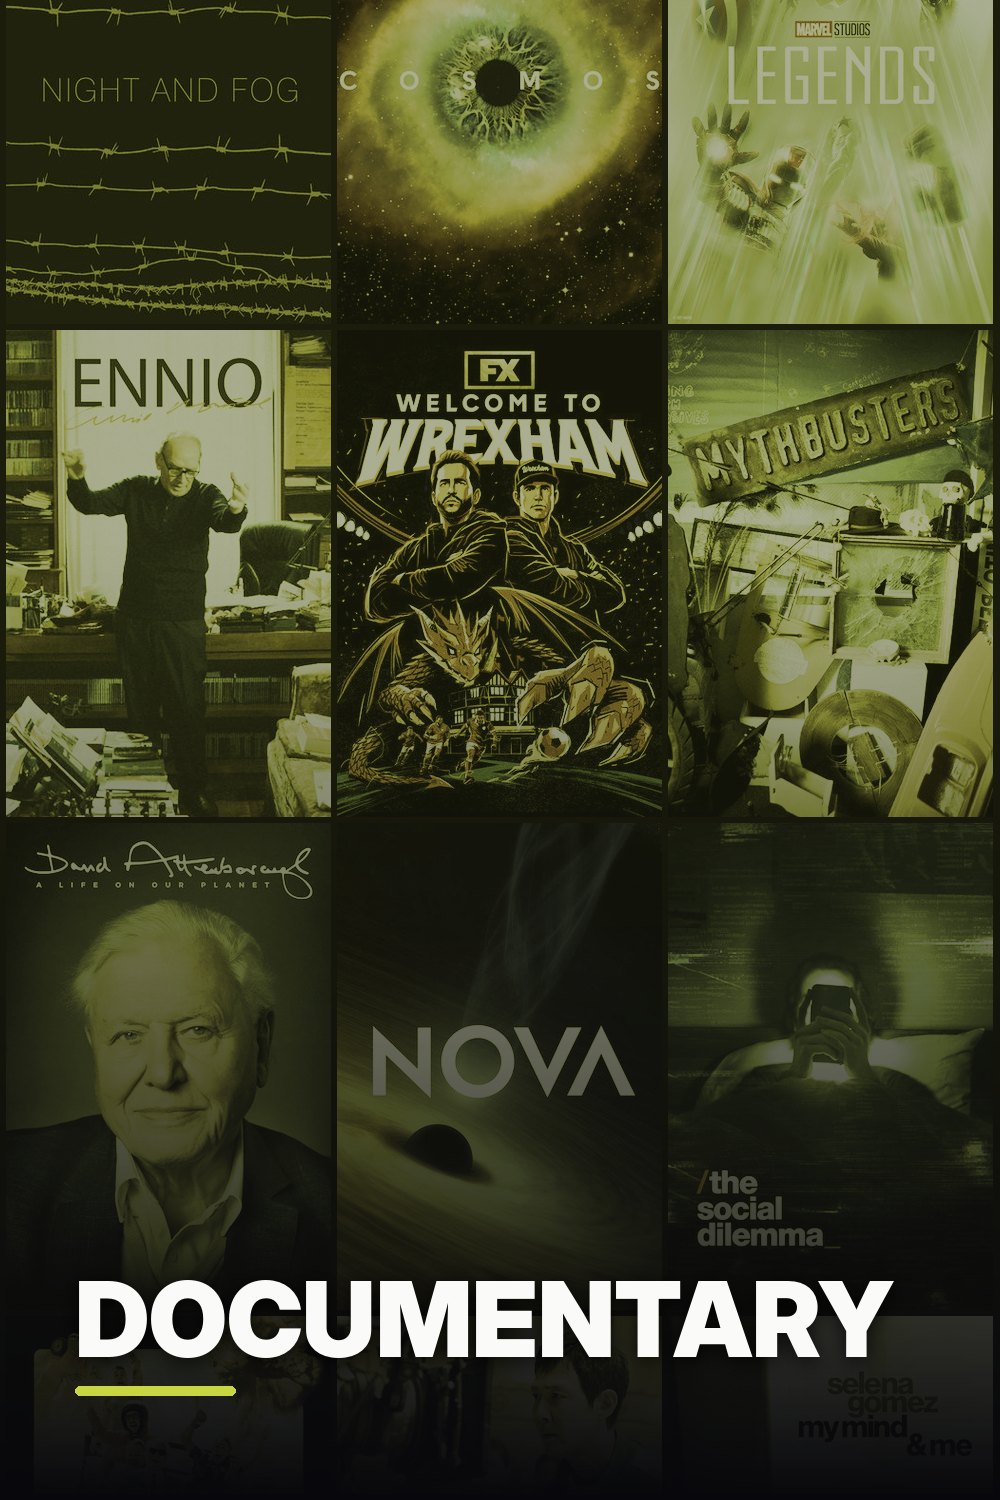 NIGHT AND FOG
COSMOS
MARVEL STUDIOS
LEGENDS
ENNIO
FX
WELCOME TO
WREXHAM
Wrexham
MYTHBUSTERS
David Attenborough
A LIFE ON OUR PLANET
NOVA
/the
social
dilemma_
DOCUMENTARY
selena
gomez
my mind
& me